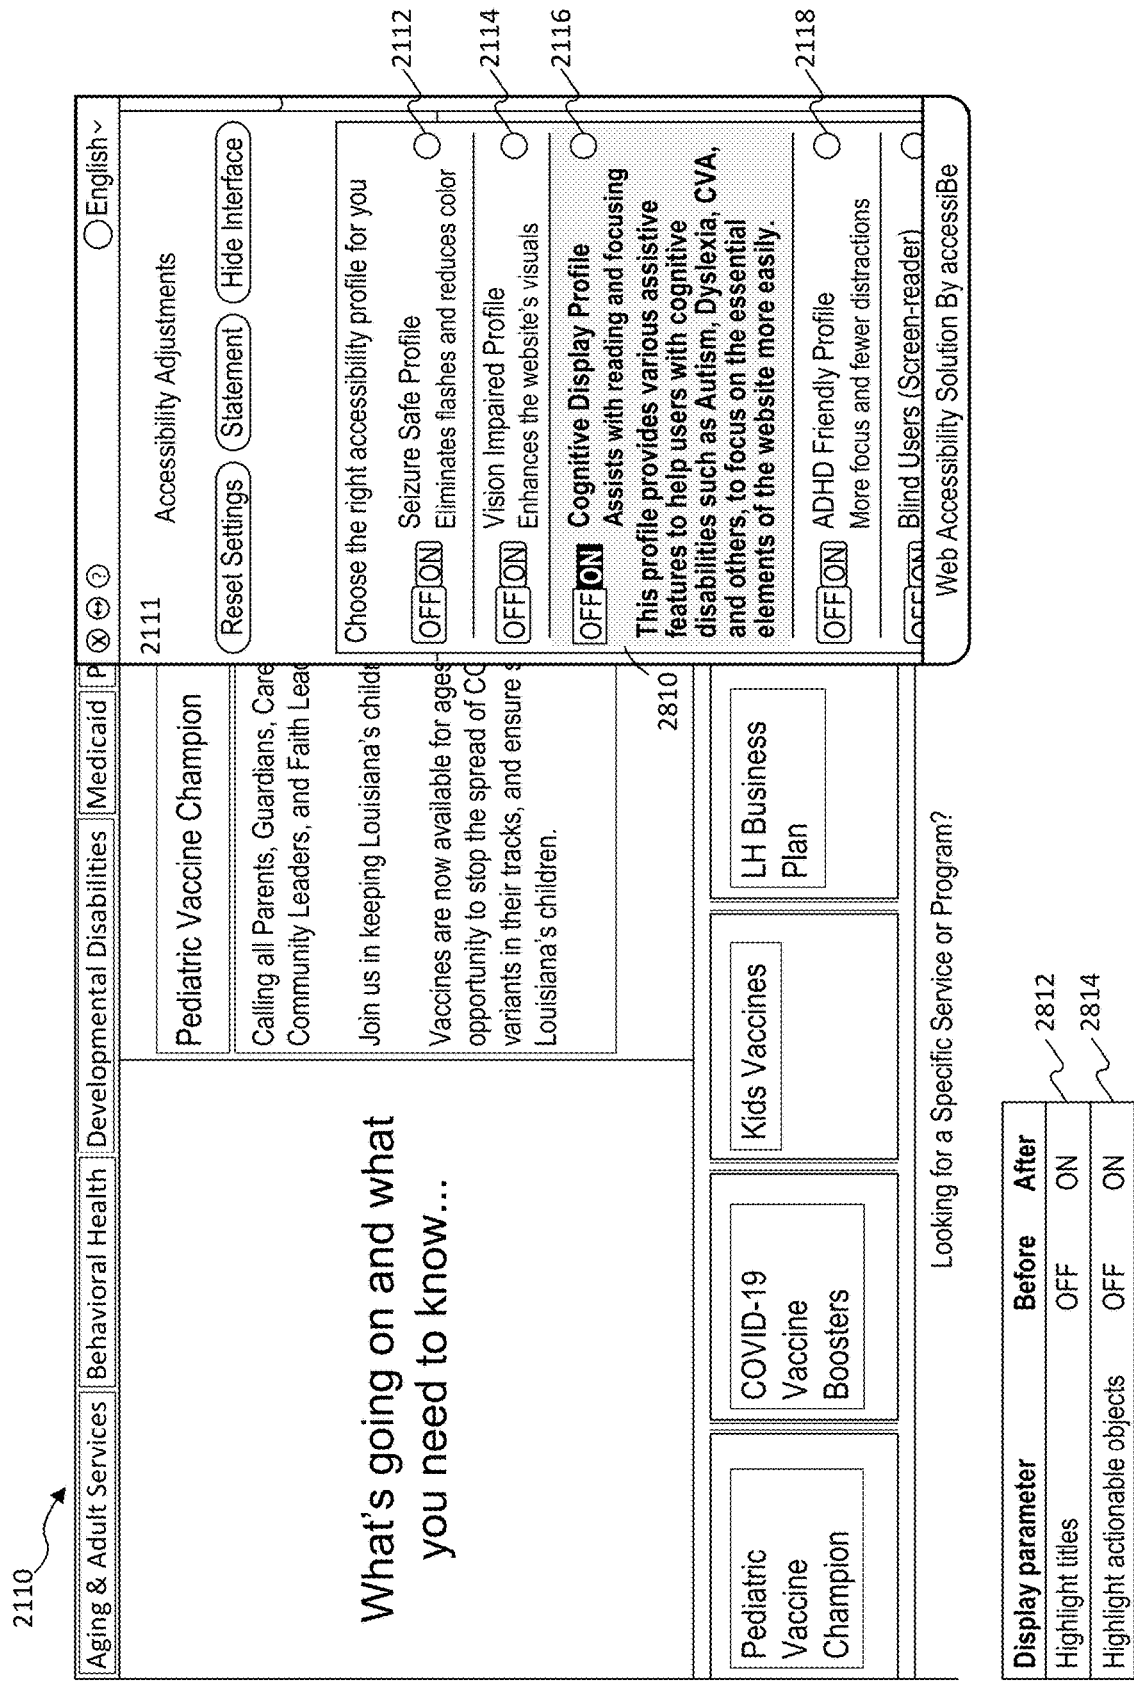 2110
Aging & Adult Services
Behavioral Health
Developmental Disabilities
Medicaid
P
What's going on and what
you need to know...
Pediatric Vaccine Champion
Calling all Parents, Guardians, Care
Community Leaders, and Faith Lead
Join us in keeping Louisiana's childr
Vaccines are now available for ages
opportunity to stop the spread of CO
variants in their tracks, and ensure s
Louisiana's children.
Pediatric
Vaccine
Champion
COVID-19
Vaccine
Boosters
Kids Vaccines
LH Business
Plan
Looking for a Specific Service or Program?
?
English
2111
Accessibility Adjustments
Reset Settings
Statement
Hide Interface
Choose the right accessibility profile for you
OFF ON Seizure Safe Profile
Eliminates flashes and reduces color
2112
OFF ON Vision Impaired Profile
Enhances the website's visuals
2114
OFF ON Cognitive Display Profile
Assists with reading and focusing
2116
This profile provides various assistive
features to help users with cognitive
disabilities such as Autism, Dyslexia, CVA,
and others, to focus on the essential
elements of the website more easily.
2810
OFF ON ADHD Friendly Profile
More focus and fewer distractions
2118
OFF ON Blind Users (Screen-reader)
Web Accessibility Solution By accessiBe
Display parameter Before After
Highlight titles OFF ON
2812
Highlight actionable objects OFF ON
2814